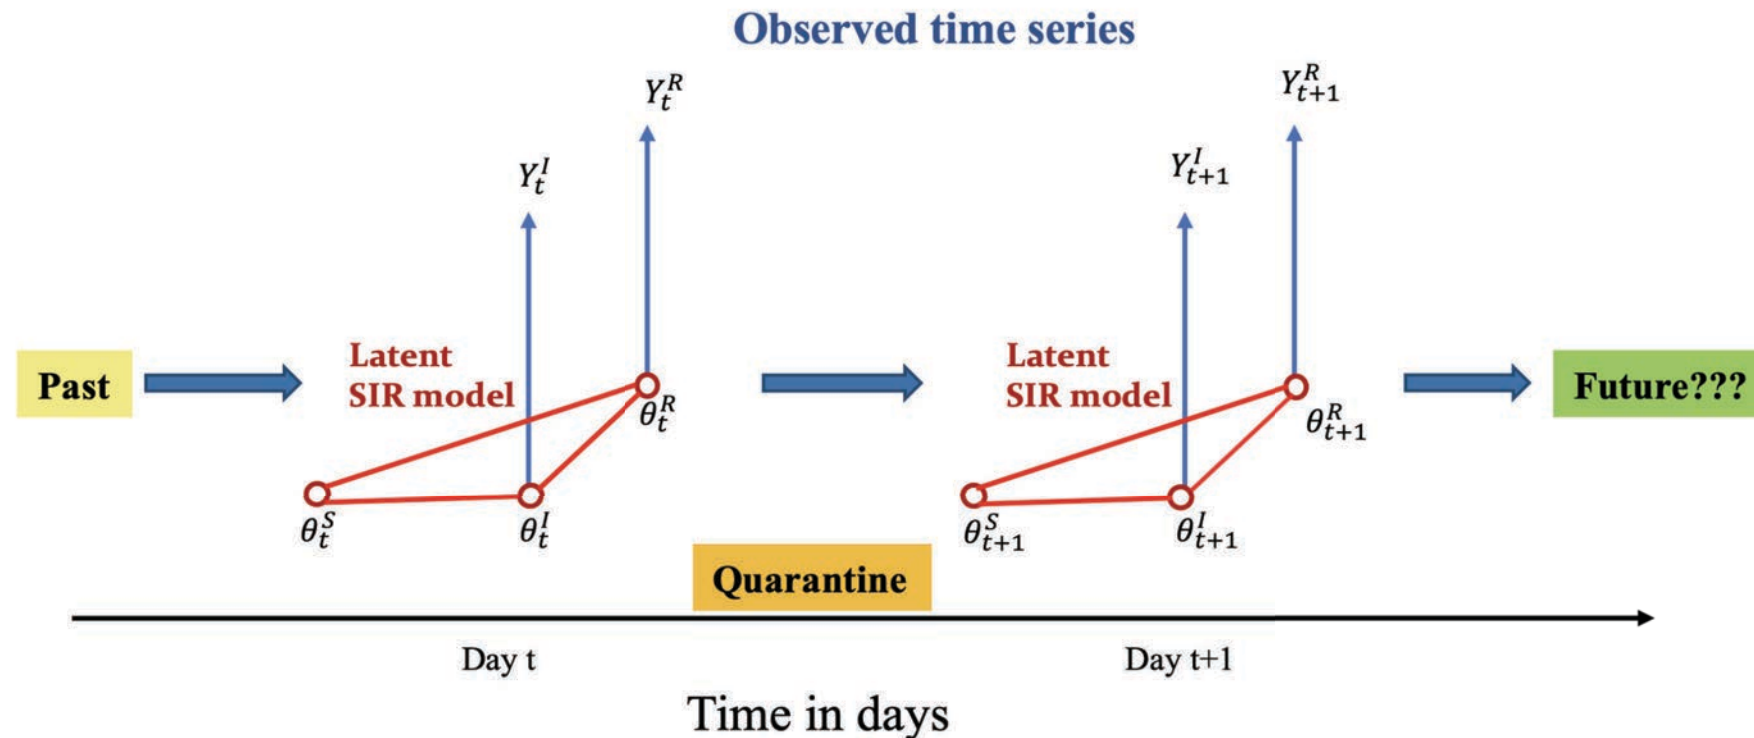 Observed time series
Y_t^R
Y_{t+1}^R
Y_t^I
Y_{t+1}^I
Past
Latent
SIR model
Latent
SIR model
Future???
θ_t^R
θ_{t+1}^R
θ_t^S
θ_t^I
θ_{t+1}^S
θ_{t+1}^I
Quarantine
Day t
Day t+1
Time in days